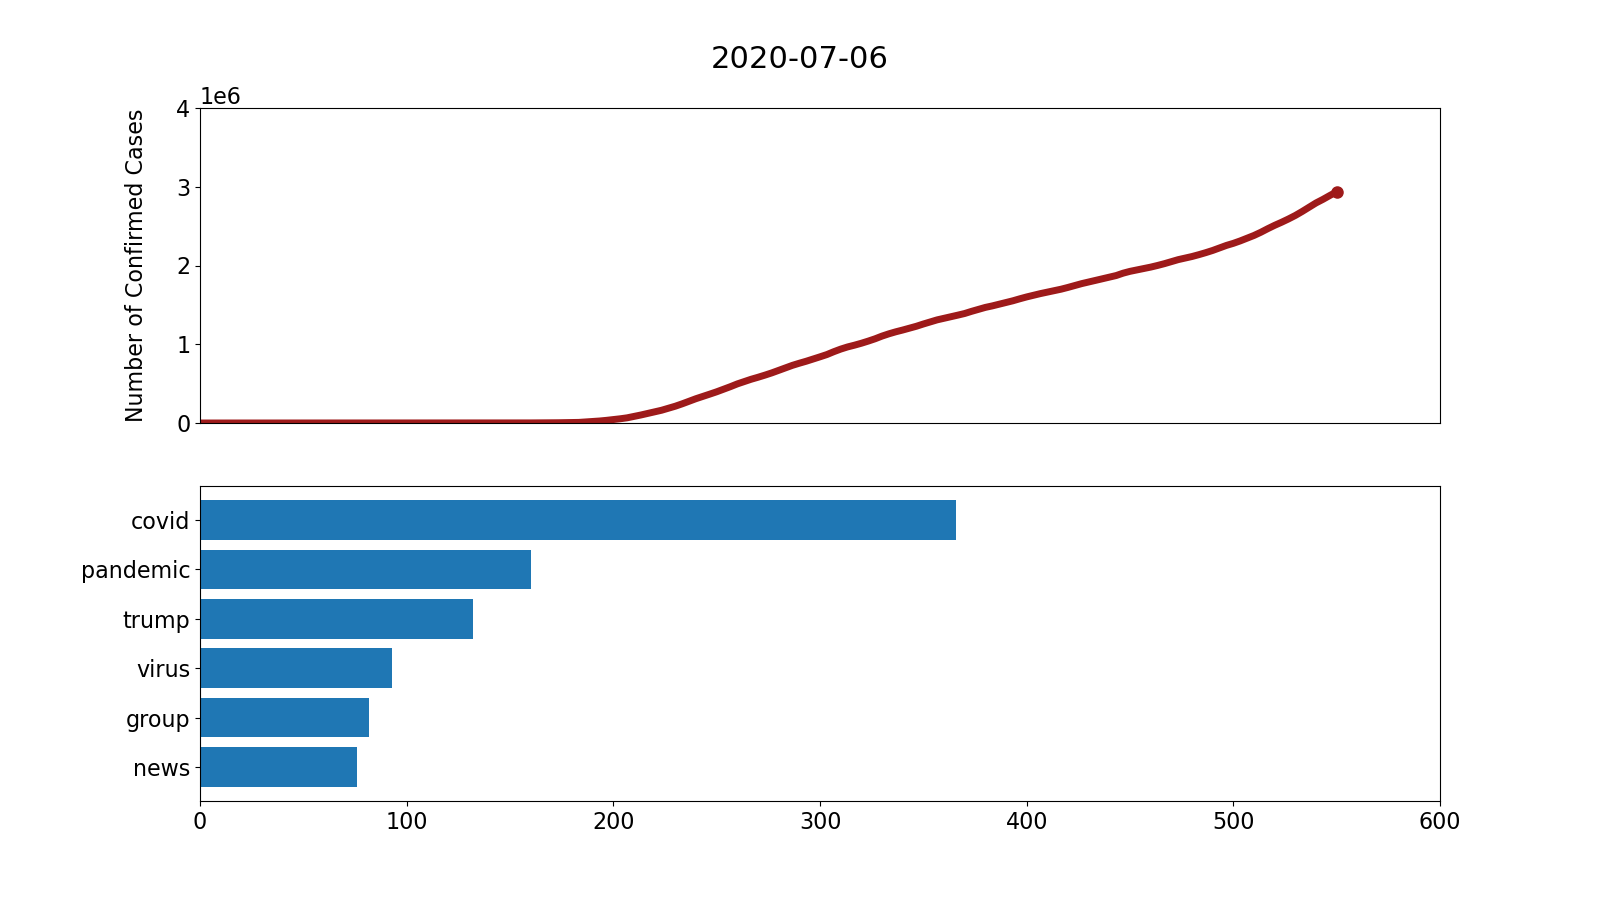 2020-07-06
1e6
4
3
2
1
0
Number of Confirmed Cases
covid
pandemic
trump
virus
group
news
0 100 200 300 400 500 600